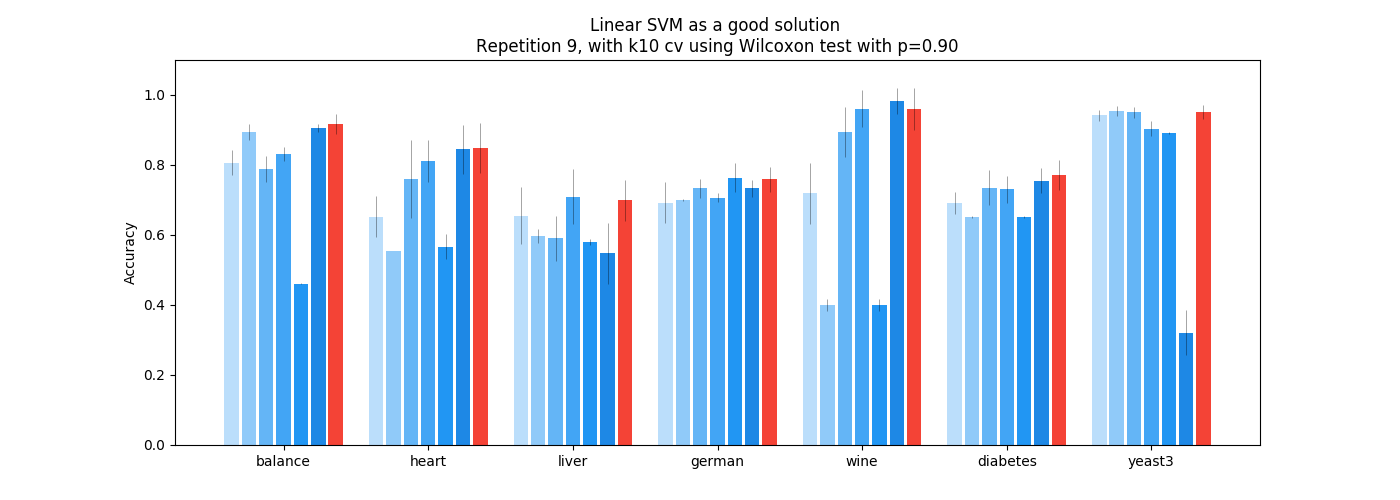 Linear SVM as a good solution
Repetition 9, with k10 cv using Wilcoxon test with p=0.90
Accuracy
1.0
0.8
0.6
0.4
0.2
0.0
balance heart liver german wine diabetes yeast3